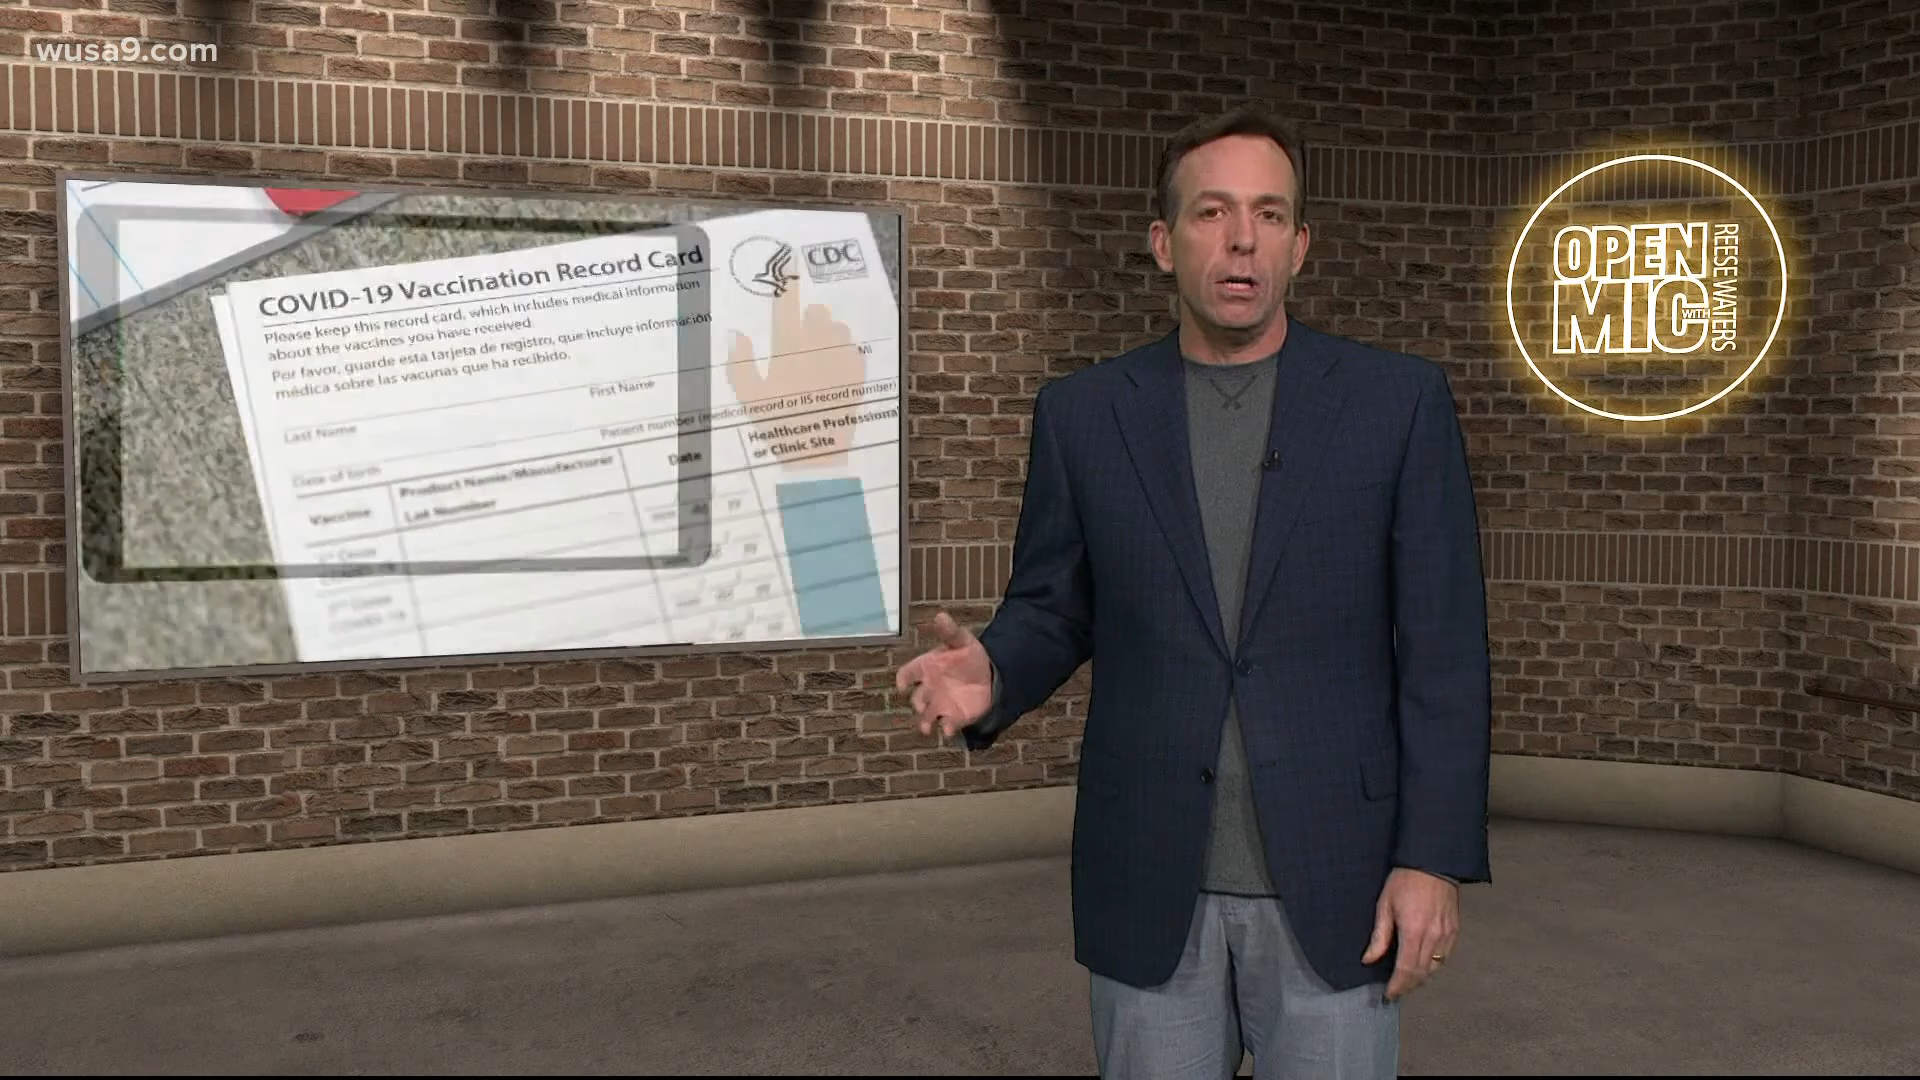 wusa9.com
COVID-19 Vaccination Record Card
CDC
Please keep this record card, which includes medical information
about the vaccines you have received.
Por favor, guarde esta tarjeta de registro, que incluye información
médica sobre las vacunas que ha recibido.
Last Name
First Name
MI
Date of birth
Patient number (medical record or IIS record number)
Vaccine
Product Name/Manufacturer
Lot Number
Date
Healthcare Professional
or Clinic Site
OPEN
MIC
WITH
REESE WATERS